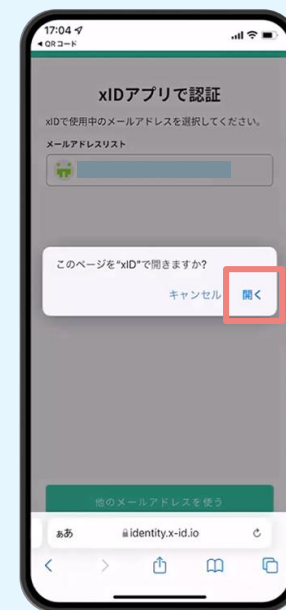 17:04
◀ QRコード
xIDアプリで認証
xIDで使用中のメールアドレスを選択してください。
メールアドレスリスト
このページを"xID"で開きますか?
キャンセル 開く
他のメールアドレスを使う
ぁあ identity.x-id.io